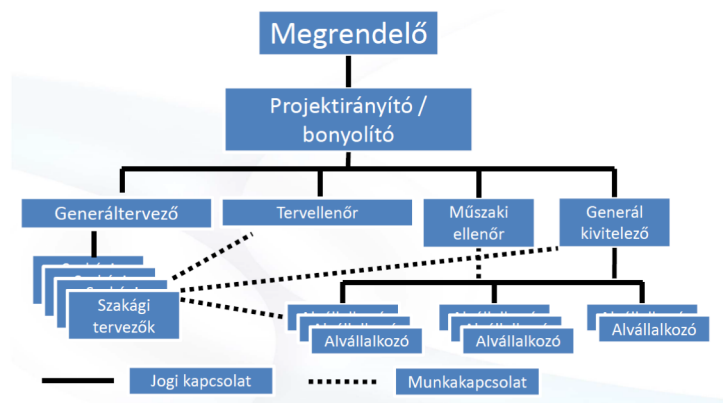 Megrendelő
Projektirányító /
bonyolító
Generáltervező
Tervellenőr
Műszaki
ellenőr
Generál
kivitelező
Szakági
tervezők
Alvállalkozó
Alvállalkozó
Alvállalkozó
Jogi kapcsolat
Munkakapcsolat